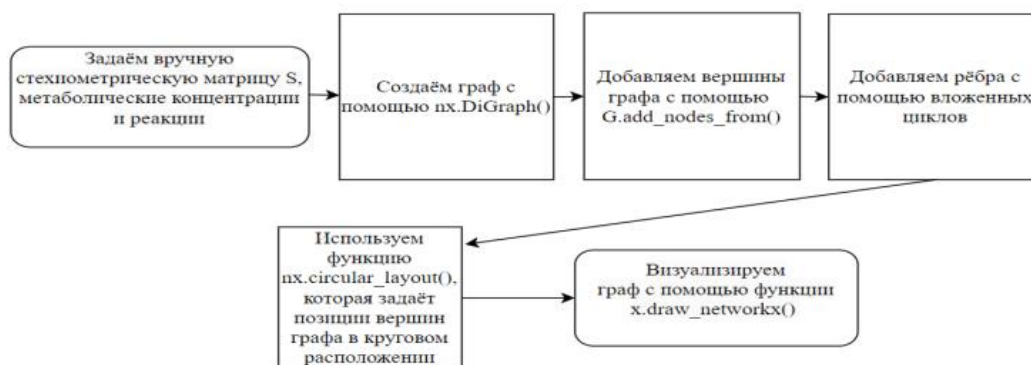 Задаём вручную
стехиометрическую матрицу S,
метаболические концентрации
и реакции
Создаём граф с
помощью nx.DiGraph()
Добавляем вершины
графа с помощью
G.add_nodes_from()
Добавляем рёбра с
помощью вложенных
циклов
Используем
функцию
nx.circular_layout(),
которая задаёт
позиции вершин
графа в круговом
расположении
Визуализируем
граф с помощью функции
x.draw_networkx()